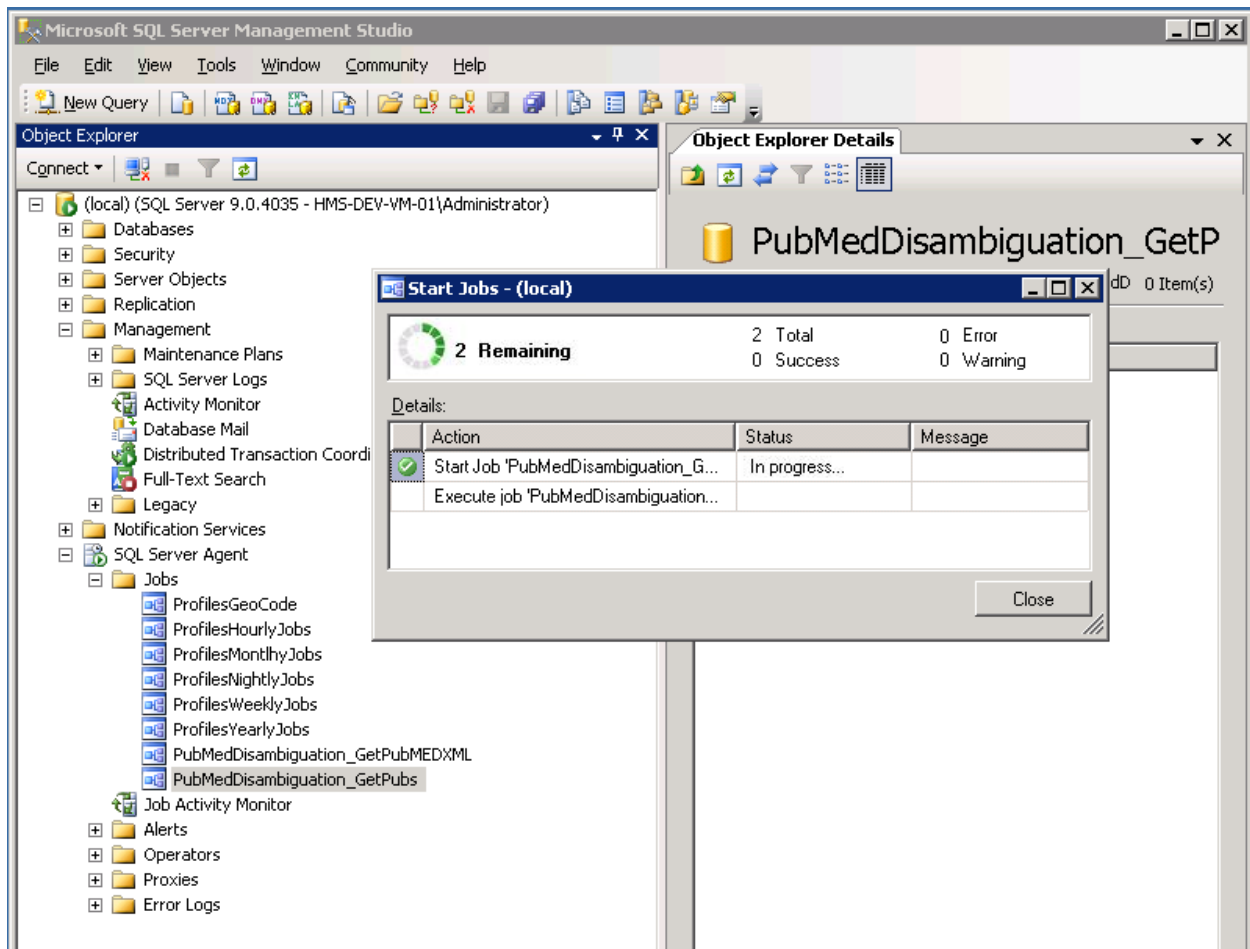 Microsoft SQL Server Management Studio
File Edit View Tools Window Community Help
New Query
Object Explorer
Connect
(local) (SQL Server 9.0.4035 - HMS-DEV-VM-01\Administrator)
Databases
Security
Server Objects
Replication
Management
Maintenance Plans
SQL Server Logs
Activity Monitor
Database Mail
Distributed Transaction Coordi
Full-Text Search
Legacy
Notification Services
SQL Server Agent
Jobs
ProfilesGeoCode
ProfilesHourlyJobs
ProfilesMontlhyJobs
ProfilesNightlyJobs
ProfilesWeeklyJobs
ProfilesYearlyJobs
PubMedDisambiguation_GetPubMEDXML
PubMedDisambiguation_GetPubs
Job Activity Monitor
Alerts
Operators
Proxies
Error Logs
Object Explorer Details
PubMedDisambiguation_GetP
dD 0 Item(s)
Start Jobs - (local)
2 Remaining
2 Total 0 Error
0 Success 0 Warning
Details:
Action Status Message
Start Job 'PubMedDisambiguation_G... In progress...
Execute job 'PubMedDisambiguation...
Close